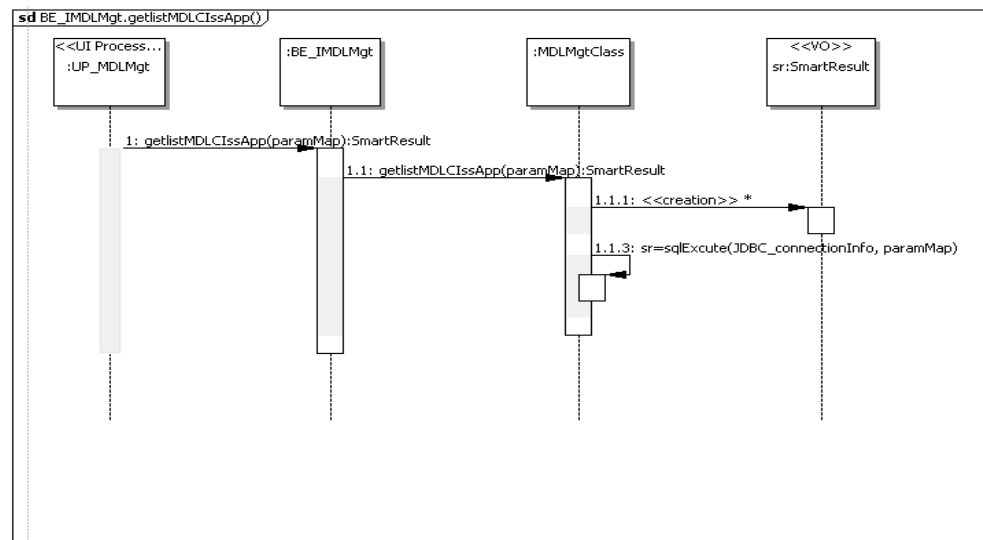 sd BE_IMDLMgt.getlistMDLCIssApp()
<<UI Process...
:UP_MDLMgt
:BE_IMDLMgt
:MDLMgtClass
<<VO>>
sr:SmartResult
1: getlistMDLCIssApp(paramMap):SmartResult
1.1: getlistMDLCIssApp(paramMap):SmartResult
1.1.1: <<creation>> *
1.1.3: sr=sqlExcute(JDBC_connectionInfo, paramMap)